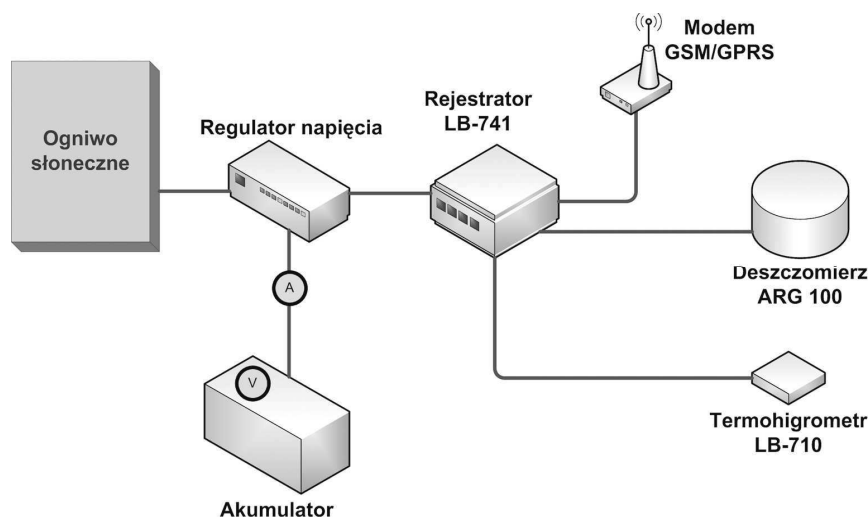 Modem
GSM/GPRS
Rejestrator
LB-741
Regulator napięcia
Ogniwo
słoneczne
Deszczomierz
ARG 100
A
V
Termohigrometr
LB-710
Akumulator